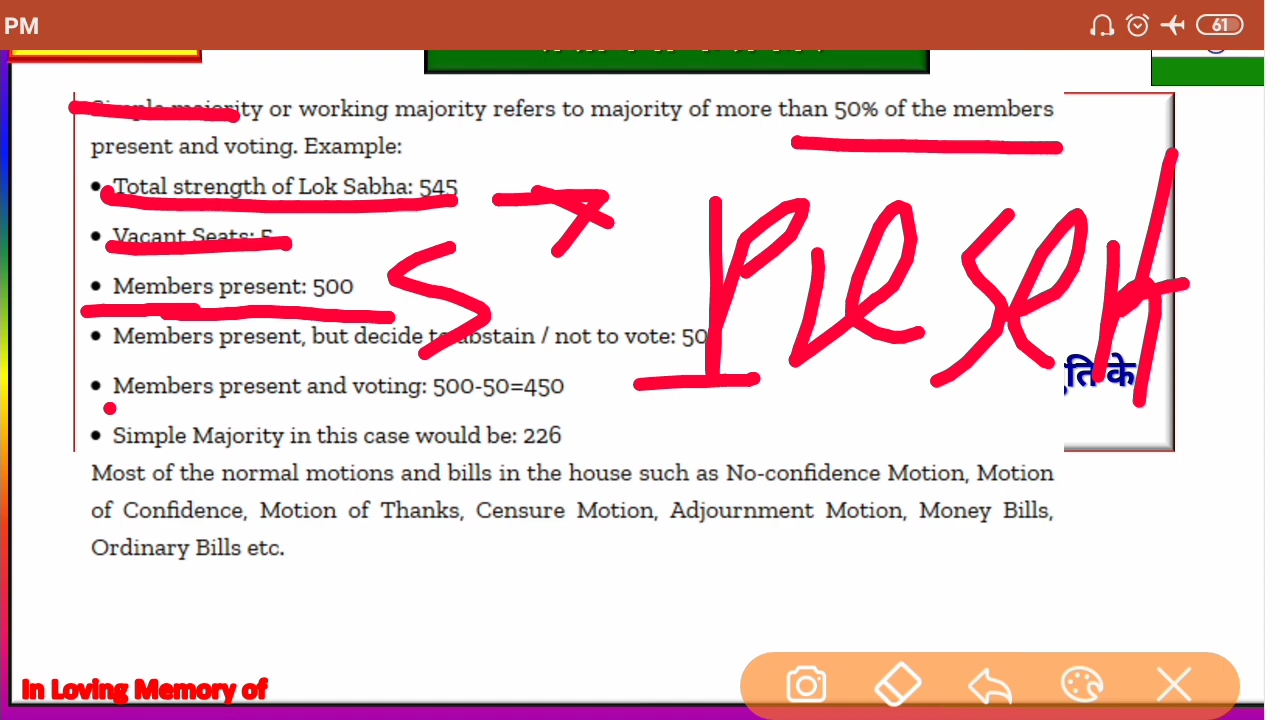 PM
61
Simple majority or working majority refers to majority of more than 50% of the members
present and voting. Example:
• Total strength of Lok Sabha: 545
• Vacant Seats: 5
• Members present: 500
Present
• Members present, but decide to abstain / not to vote: 50
• Members present and voting: 500-50=450
• Simple Majority in this case would be: 226
Most of the normal motions and bills in the house such as No-confidence Motion, Motion
of Confidence, Motion of Thanks, Censure Motion, Adjournment Motion, Money Bills,
Ordinary Bills etc.
के
In Loving Memory of